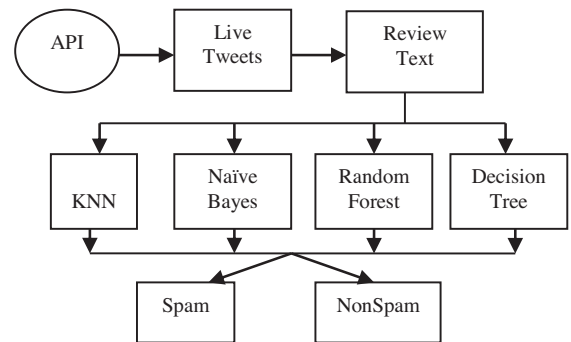 API
Live
Tweets
Review
Text
KNN
Naïve
Bayes
Random
Forest
Decision
Tree
Spam
NonSpam